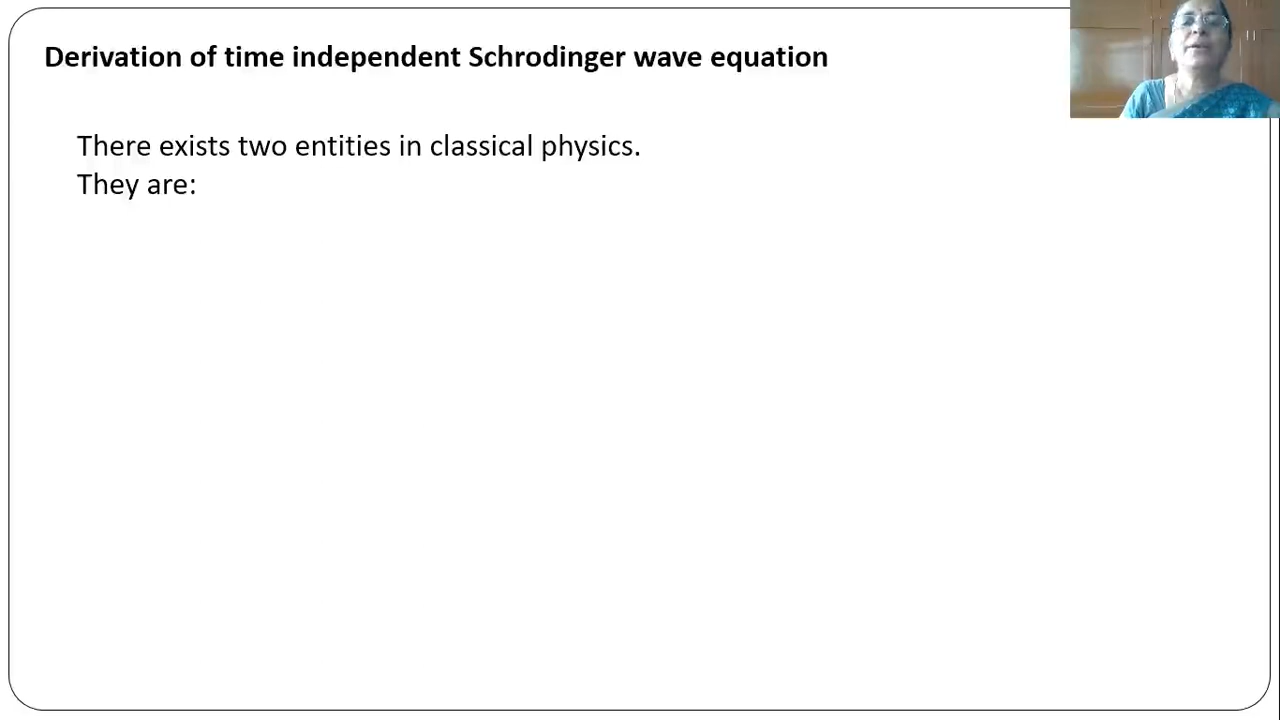 Derivation of time independent Schrodinger wave equation
There exists two entities in classical physics.
They are: